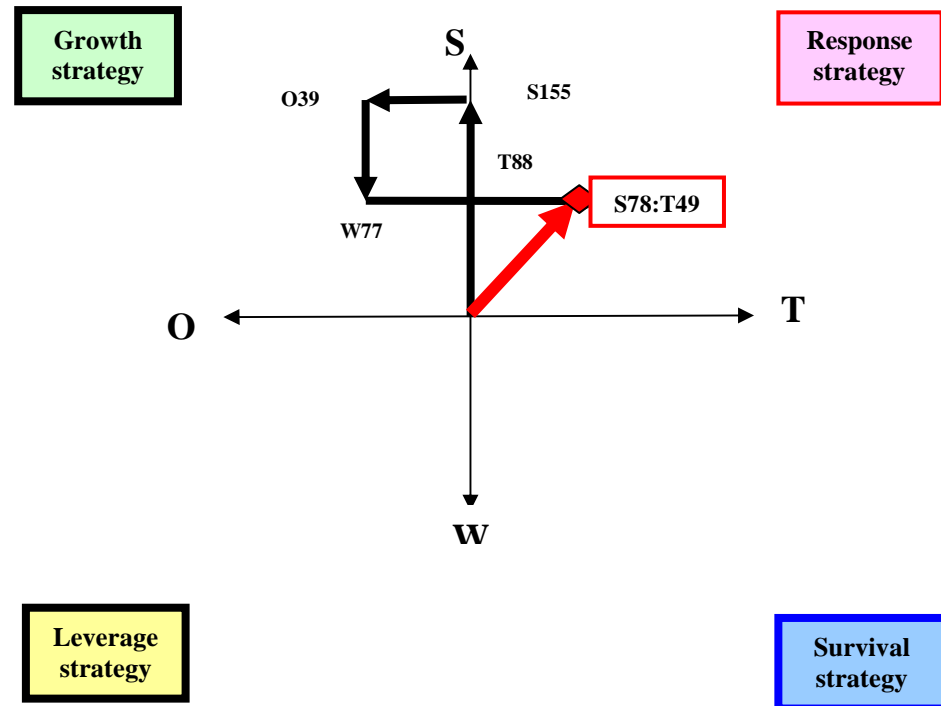 Growth
strategy
S
Response
strategy
O39
S155
T88
S78:T49
W77
O
T
W
Leverage
strategy
Survival
strategy